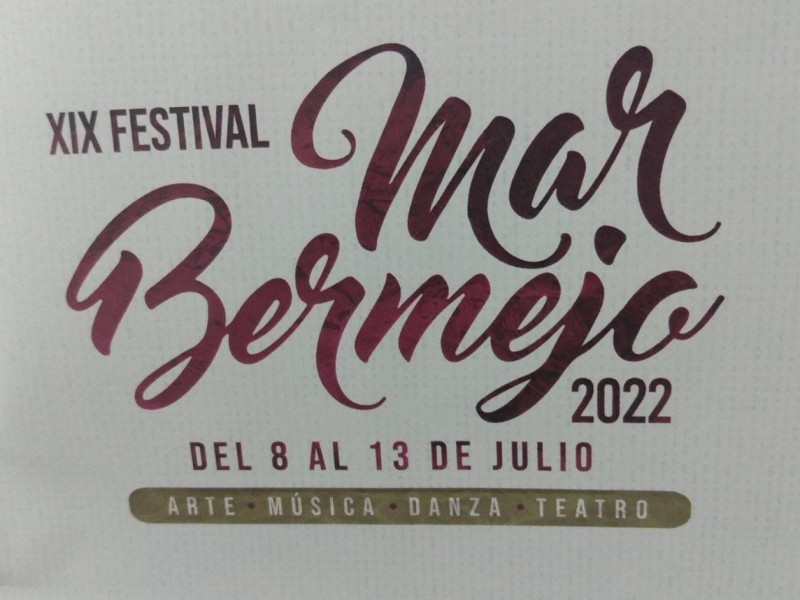 XIX FESTIVAL
Mar
Bermejo
2022
DEL 8 AL 13 DE JULIO
ARTE • MÚSICA • DANZA • TEATRO